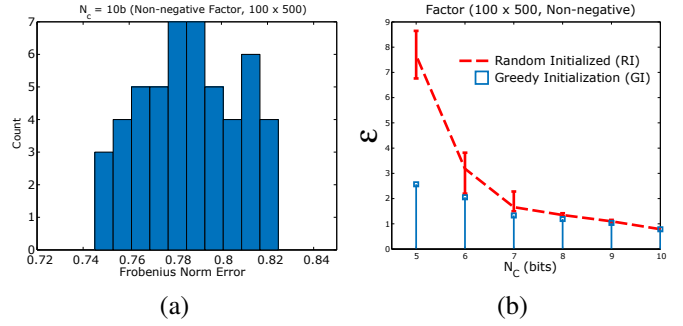 N_c = 10b (Non-negative Factor, 100 x 500)
7
6
5
4
3
2
1
0
Count
0.72 0.74 0.76 0.78 0.8 0.82 0.84
Frobenius Norm Error
(a)
Factor (100 x 500, Non-negative)
9
8
7
6
5
4
3
2
1
0
ε
Random Initialized (RI)
Greedy Initialization (GI)
5 6 7 8 9 10
N_C (bits)
(b)